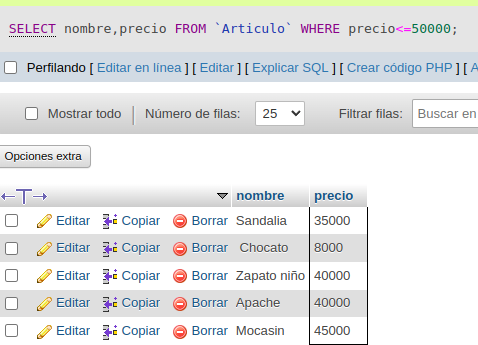 SELECT nombre,precio FROM `Articulo` WHERE precio<=50000;
Perfilando [ Editar en línea ] [ Editar ] [ Explicar SQL ] [ Crear código PHP ] [ A
Mostrar todo Número de filas: 25 Filtrar filas: Buscar en
Opciones extra
nombre precio
Editar Copiar Borrar Sandalia 35000
Editar Copiar Borrar Chocato 8000
Editar Copiar Borrar Zapato niño 40000
Editar Copiar Borrar Apache 40000
Editar Copiar Borrar Mocasin 45000